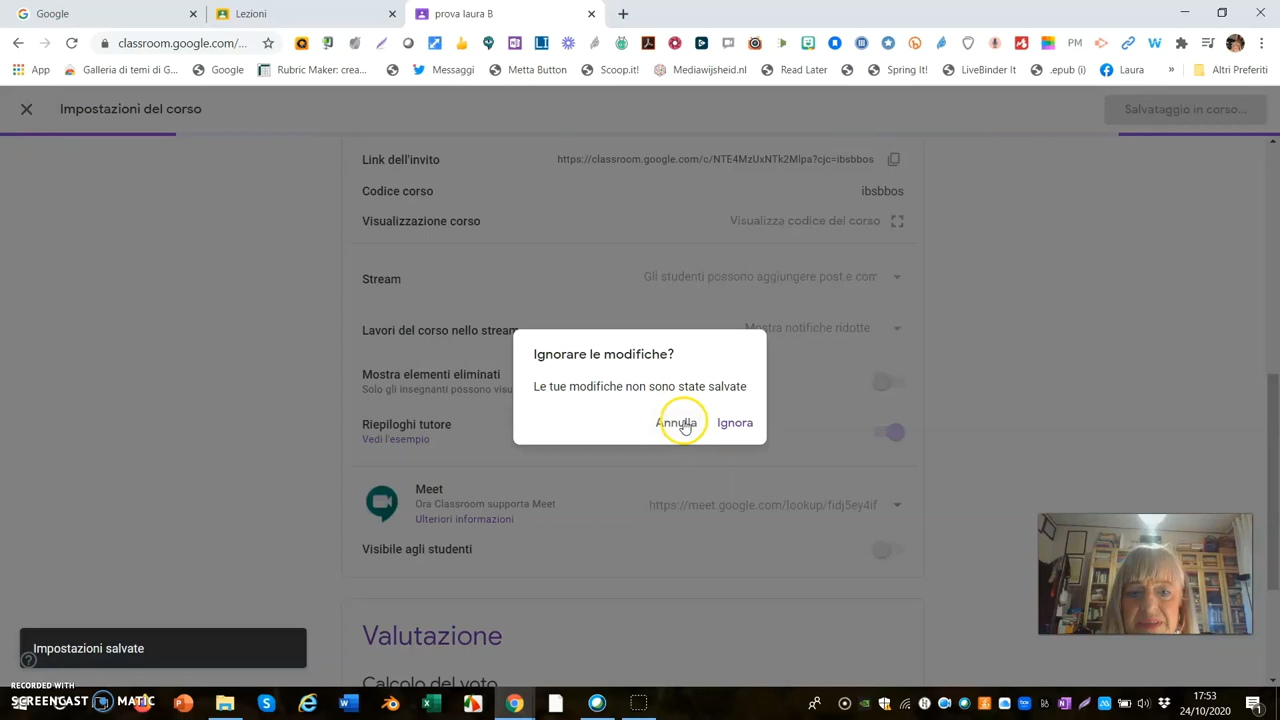 Google
Lezioni
prova laura B
classroom.google.com/...
PM
App
Galleria di temi di G...
Google
Rubric Maker: crea...
Messaggi
Metta Button
Scoop.it!
Mediawijsheid.nl
Read Later
Spring It!
LiveBinder It
.epub (i)
Laura
»
Altri Preferiti
Impostazioni del corso
Salvataggio in corso...
Link dell'invito
https://classroom.google.com/c/NTE4MzUxNTk2Mlpa?cjc=ibsbbos
Codice corso
ibsbbos
Visualizzazione corso
Visualizza codice del corso
Stream
Gli studenti possono aggiungere post e com
Lavori del corso nello stream
Mostra notifiche ridotte
Ignorare le modifiche?
Le tue modifiche non sono state salvate
Annulla
Ignora
Mostra elementi eliminati
Solo gli insegnanti possono visu
Riepiloghi tutore
Vedi l'esempio
Meet
Ora Classroom supporta Meet
Ulteriori informazioni
https://meet.google.com/lookup/fidj5ey4if
Visibile agli studenti
Valutazione
Calcolo del voto
Impostazioni salvate
RECORDED WITH
SCREENCAST MATIC
17:53
24/10/2020